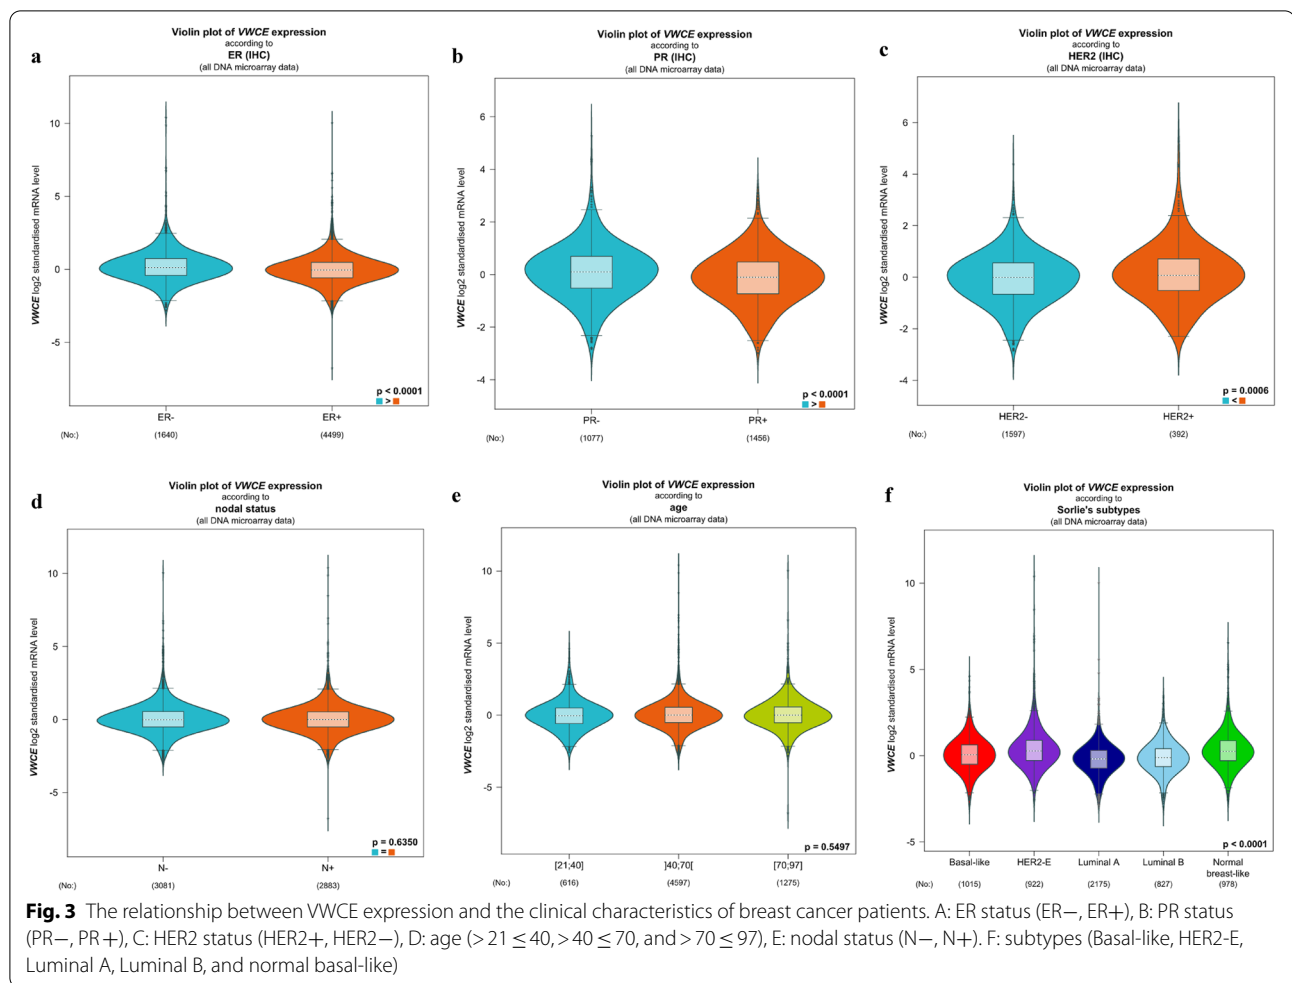 a
Violin plot of VWCE expression
according to
ER (IHC)
(all DNA microarray data)
VWCE log2 standardised mRNA level
10
5
0
-5
p < 0.0001
>
ER-
ER+
(No:)
(1640)
(4499)
b
Violin plot of VWCE expression
according to
PR (IHC)
(all DNA microarray data)
VWCE log2 standardised mRNA level
6
4
2
0
-2
-4
p < 0.0001
>
PR-
PR+
(No:)
(1077)
(1456)
c
Violin plot of VWCE expression
according to
HER2 (IHC)
(all DNA microarray data)
VWCE log2 standardised mRNA level
6
4
2
0
-2
-4
p = 0.0006
<
HER2-
HER2+
(No:)
(1597)
(392)
d
Violin plot of VWCE expression
according to
nodal status
(all DNA microarray data)
VWCE log2 standardised mRNA level
10
5
0
-5
p = 0.6350
=
N-
N+
(No:)
(3081)
(2883)
e
Violin plot of VWCE expression
according to
age
(all DNA microarray data)
VWCE log2 standardised mRNA level
10
5
0
-5
p = 0.5497
[21;40]
]40;70[
[70;97]
(No:)
(616)
(4597)
(1275)
f
Violin plot of VWCE expression
according to
Sorlie's subtypes
(all DNA microarray data)
VWCE log2 standardised mRNA level
10
5
0
-5
p < 0.0001
Basal-like
HER2-E
Luminal A
Luminal B
Normal
breast-like
(No:)
(1015)
(922)
(2175)
(827)
(978)
Fig. 3 The relationship between VWCE expression and the clinical characteristics of breast cancer patients. A: ER status (ER−, ER+), B: PR status
(PR−, PR +), C: HER2 status (HER2+, HER2−), D: age (> 21 ≤ 40, > 40 ≤ 70, and > 70 ≤ 97), E: nodal status (N−, N+). F: subtypes (Basal-like, HER2-E,
Luminal A, Luminal B, and normal basal-like)